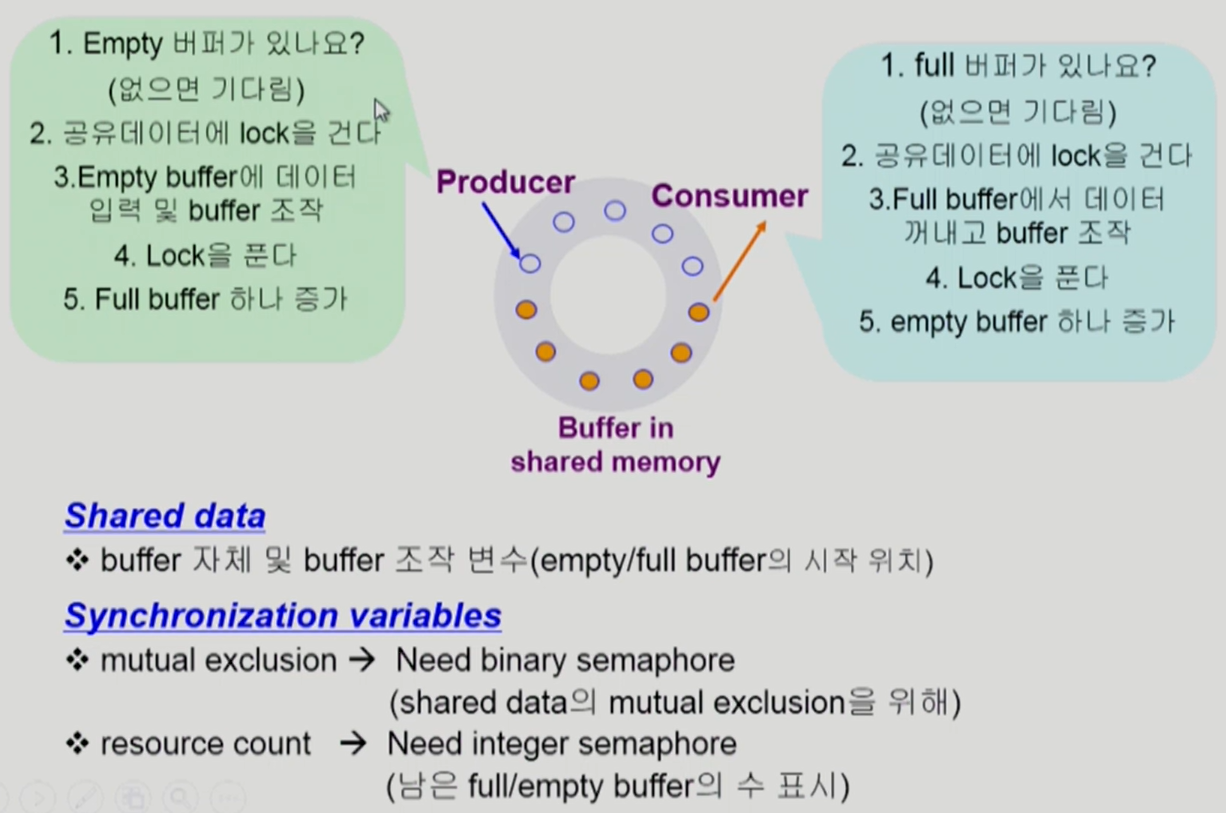 1. Empty 버퍼가 있나요?
(없으면 기다림)
2. 공유데이터에 lock을 건다
3.Empty buffer에 데이터
입력 및 buffer 조작
4. Lock을 푼다
5. Full buffer 하나 증가
1. full 버퍼가 있나요?
(없으면 기다림)
2. 공유데이터에 lock을 건다
3.Full buffer에서 데이터
꺼내고 buffer 조작
4. Lock을 푼다
5. empty buffer 하나 증가
Producer
Consumer
Buffer in
shared memory
Shared data
❖ buffer 자체 및 buffer 조작 변수(empty/full buffer의 시작 위치)
Synchronization variables
❖ mutual exclusion → Need binary semaphore
(shared data의 mutual exclusion을 위해)
❖ resource count → Need integer semaphore
(남은 full/empty buffer의 수 표시)